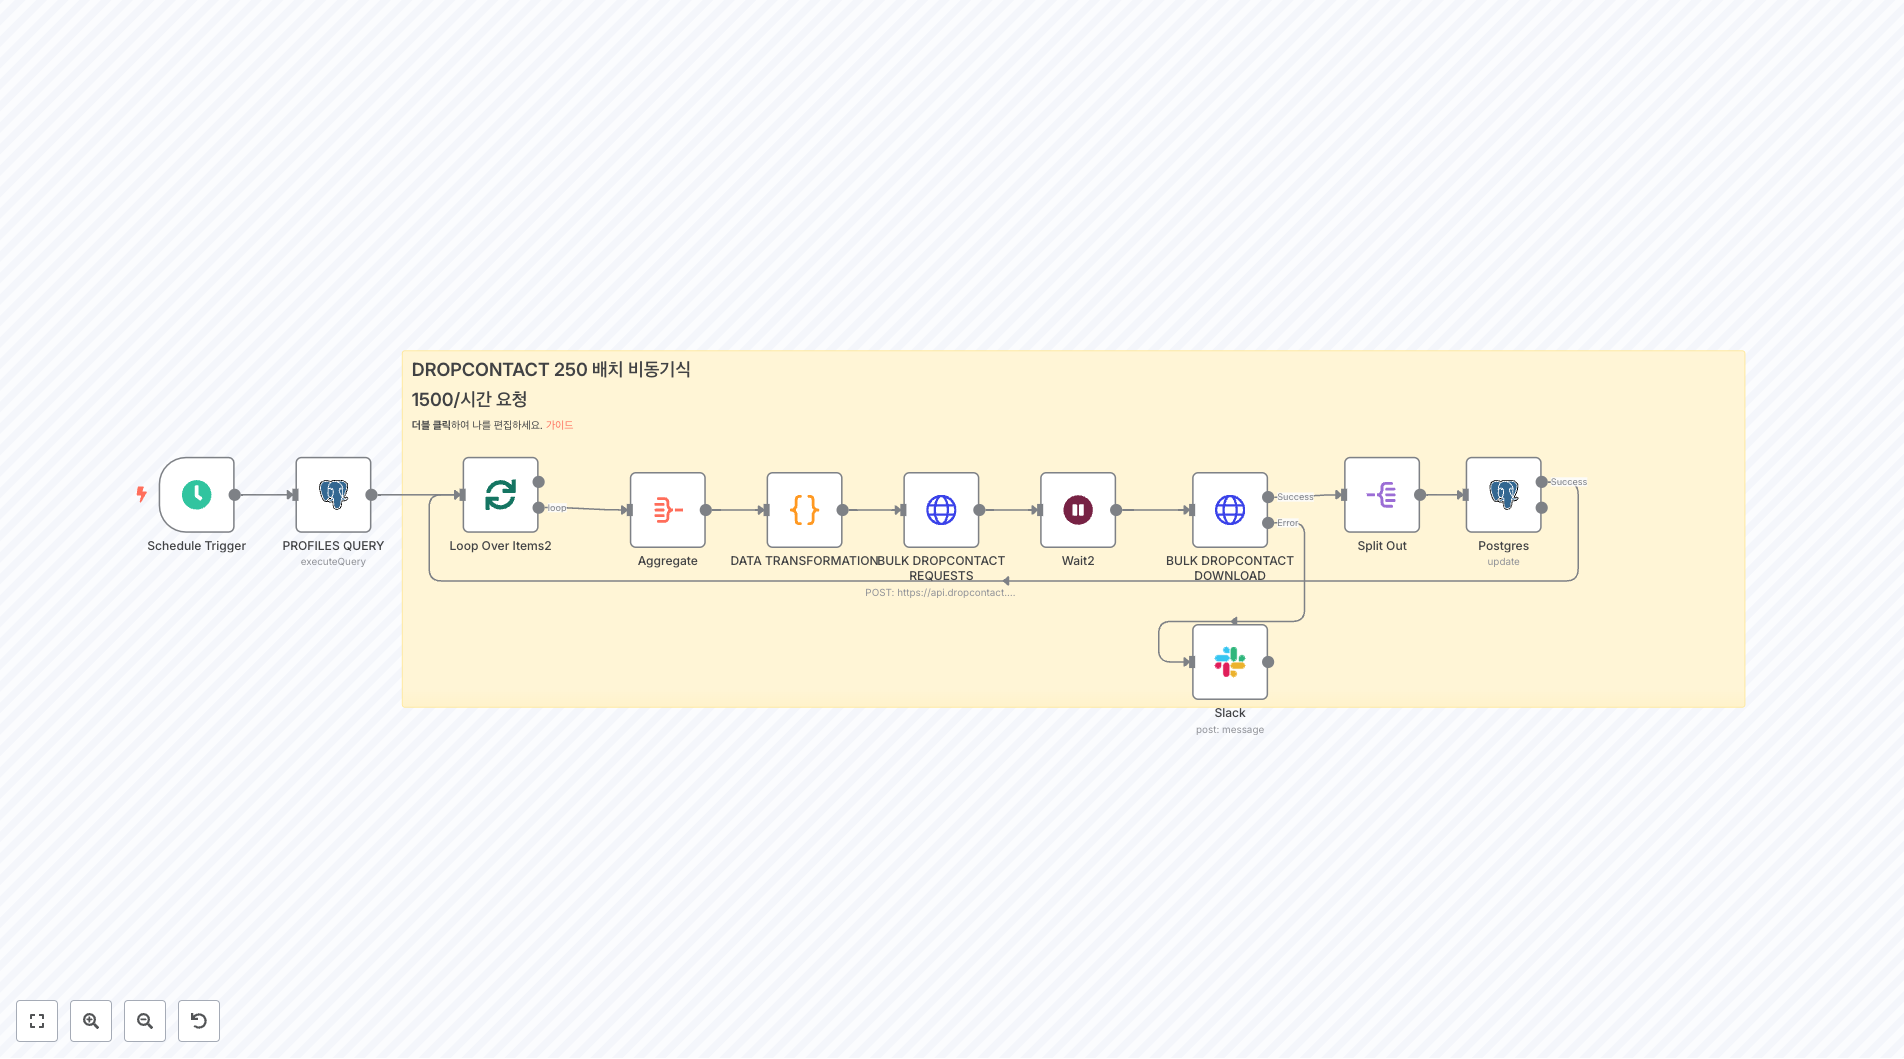 DROPCONTACT 250 배치 비동기식
1500/시간 요청
더블 클릭하여 나를 편집하세요. 가이드
Schedule Trigger
PROFILES QUERY
executeQuery
Loop Over Items2
loop
Aggregate
DATA TRANSFORMATION
BULK DROPCONTACT
REQUESTS
POST: https://api.dropcontact....
Wait2
BULK DROPCONTACT
DOWNLOAD
Success
Error
Split Out
Postgres
update
Success
Slack
post: message